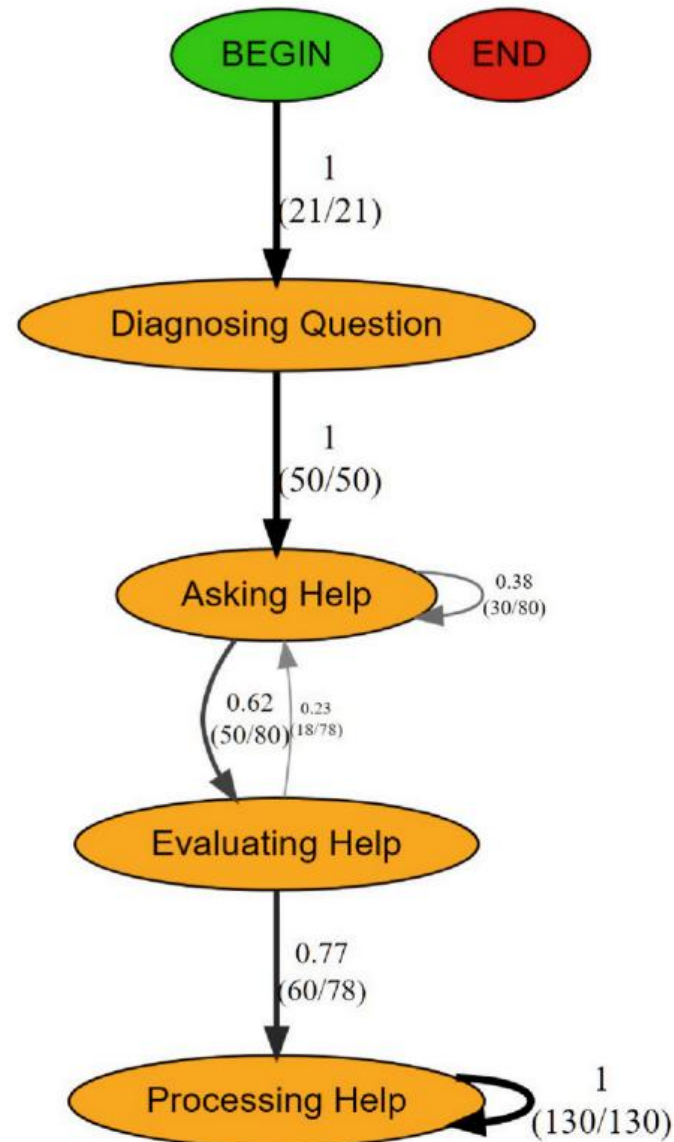 BEGIN
END
1
(21/21)
Diagnosing Question
1
(50/50)
Asking Help
0.38
(30/80)
0.62
(50/80)
0.23
(18/78)
Evaluating Help
0.77
(60/78)
Processing Help
1
(130/130)